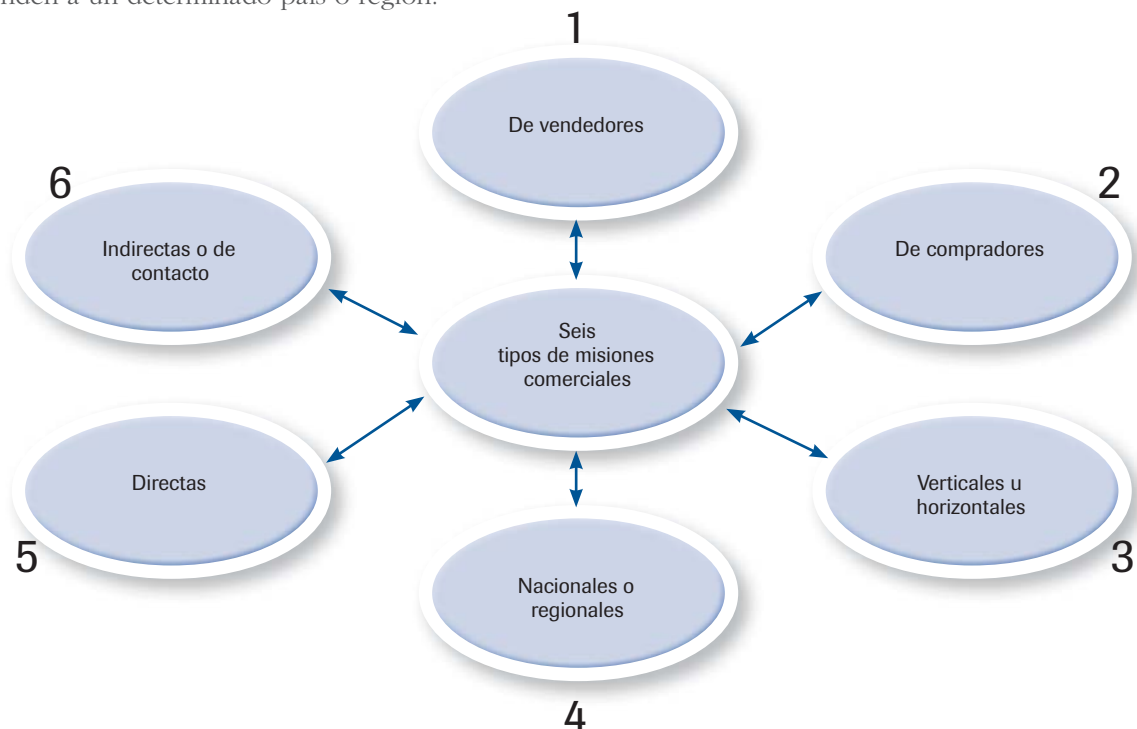 nden a un determinado país o región.
1
De vendedores
2
De compradores
3
Verticales u
horizontales
4
Nacionales o
regionales
5
Directas
6
Indirectas o de
contacto
Seis
tipos de misiones
comerciales